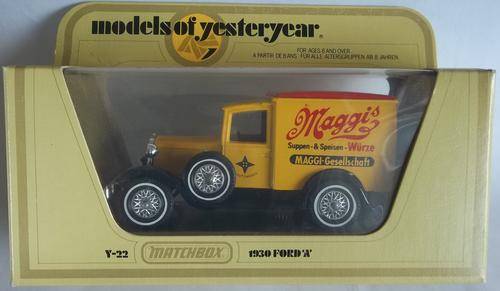 models of yesteryear®
FOR AGES 8 AND OVER.
A PARTIR DE 8 ANS · FÜR ALLE ALTERSGRUPPEN AB 8 JAHREN
Maggis
Suppen- & Speisen-Würze
MAGGI-Gesellschaft
Y-22
MATCHBOX
1930 FORD 'A'